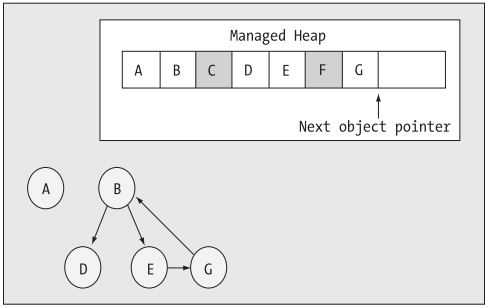 Managed Heap
A B C D E F G
Next object pointer
A B
D E G